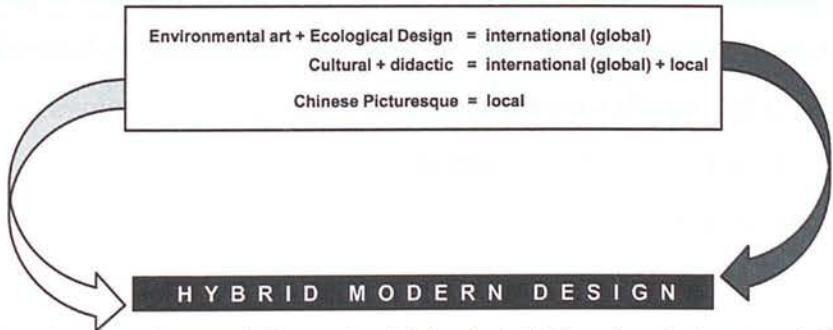 Environmental art + Ecological Design = international (global)
Cultural + didactic = international (global) + local
Chinese Picturesque = local
HYBRID MODERN DESIGN